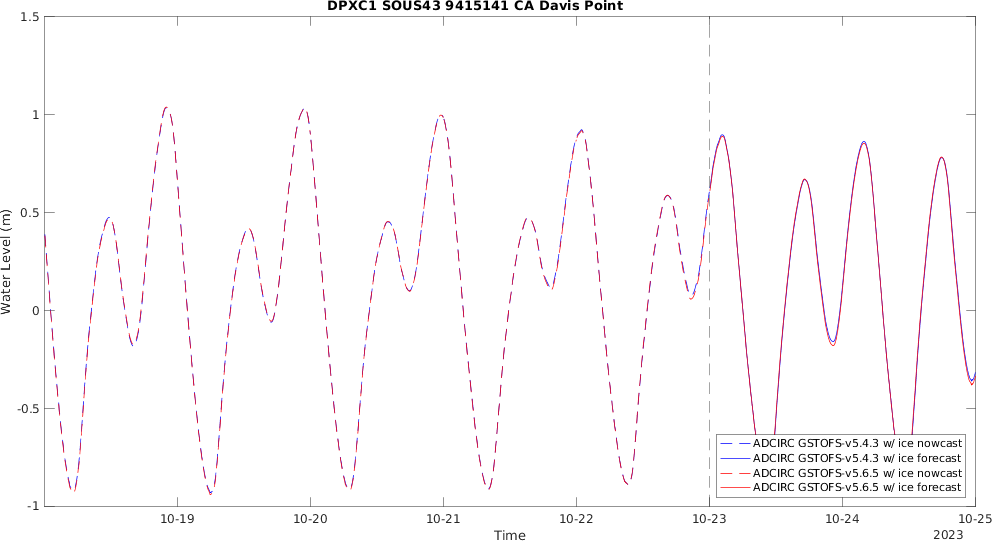 DPXC1 SOUS43 9415141 CA Davis Point
1.5
1
0.5
0
-0.5
-1
Water Level (m)
10-19
10-20
10-21
10-22
10-23
10-24
10-25
Time
2023
ADCIRC GSTOFS-v5.4.3 w/ ice nowcast
ADCIRC GSTOFS-v5.4.3 w/ ice forecast
ADCIRC GSTOFS-v5.6.5 w/ ice nowcast
ADCIRC GSTOFS-v5.6.5 w/ ice forecast